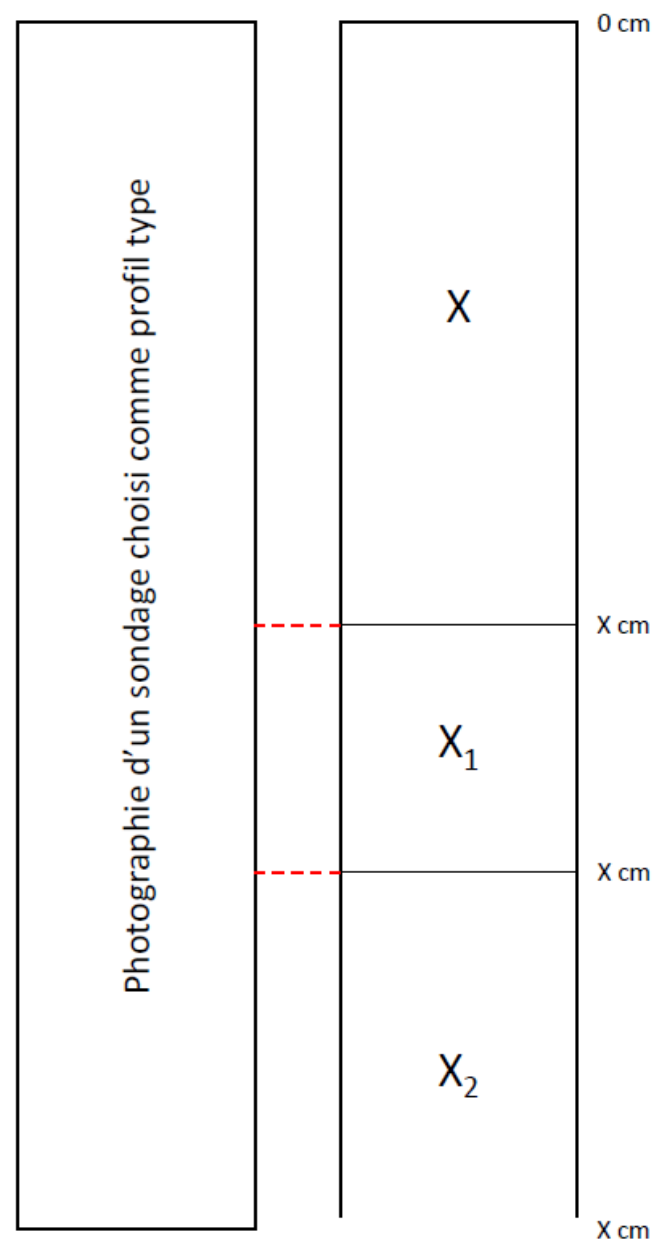 Photographie d'un sondage choisi comme profil type
0 cm
X
X cm
X₁
X cm
X₂
X cm